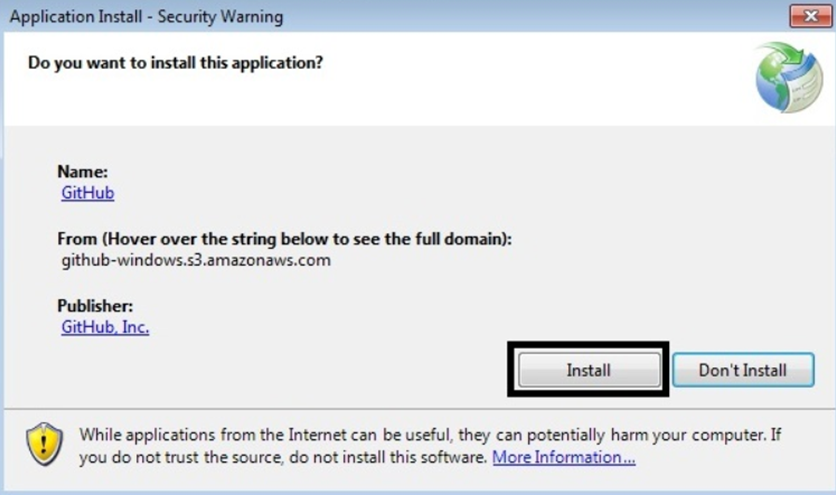 Application Install - Security Warning
Do you want to install this application?
Name:
GitHub
From (Hover over the string below to see the full domain):
github-windows.s3.amazonaws.com
Publisher:
GitHub, Inc.
Install
Don't Install
While applications from the Internet can be useful, they can potentially harm your computer. If
you do not trust the source, do not install this software. More Information...